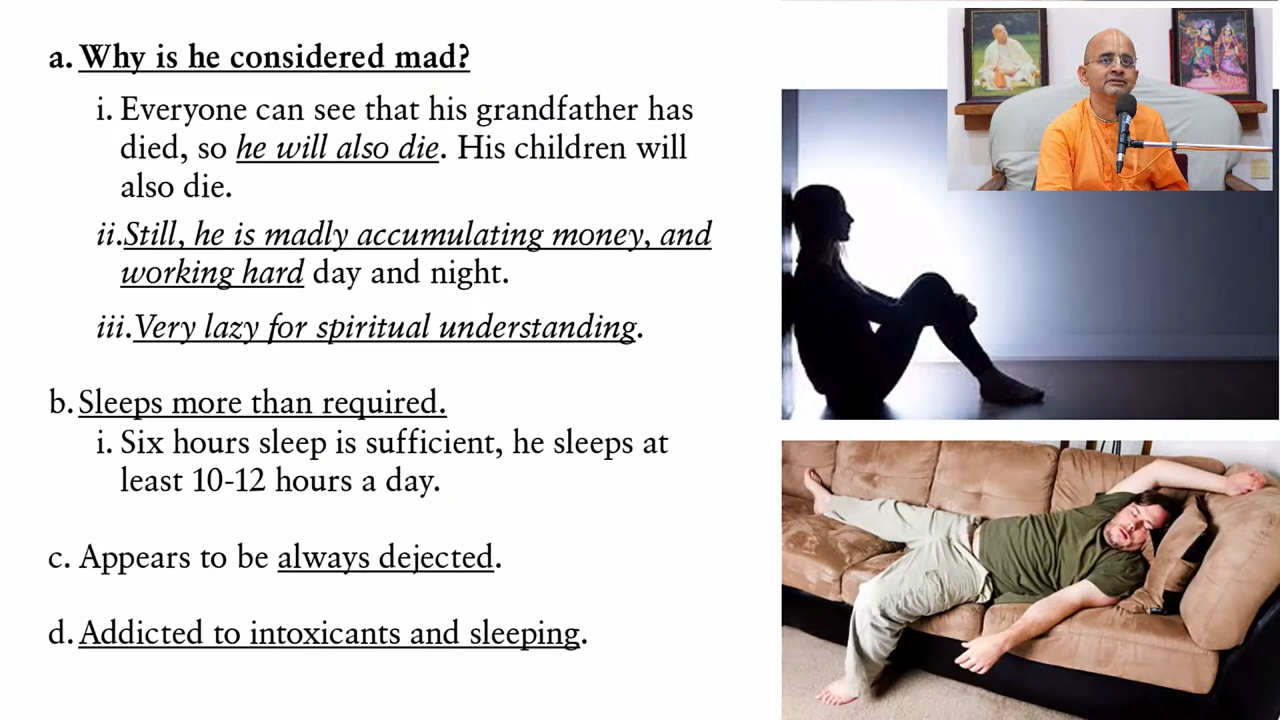 a. Why is he considered mad?
i. Everyone can see that his grandfather has
died, so he will also die. His children will
also die.
ii. Still, he is madly accumulating money, and
working hard day and night.
iii. Very lazy for spiritual understanding.
b. Sleeps more than required.
i. Six hours sleep is sufficient, he sleeps at
least 10-12 hours a day.
c. Appears to be always dejected.
d. Addicted to intoxicants and sleeping.